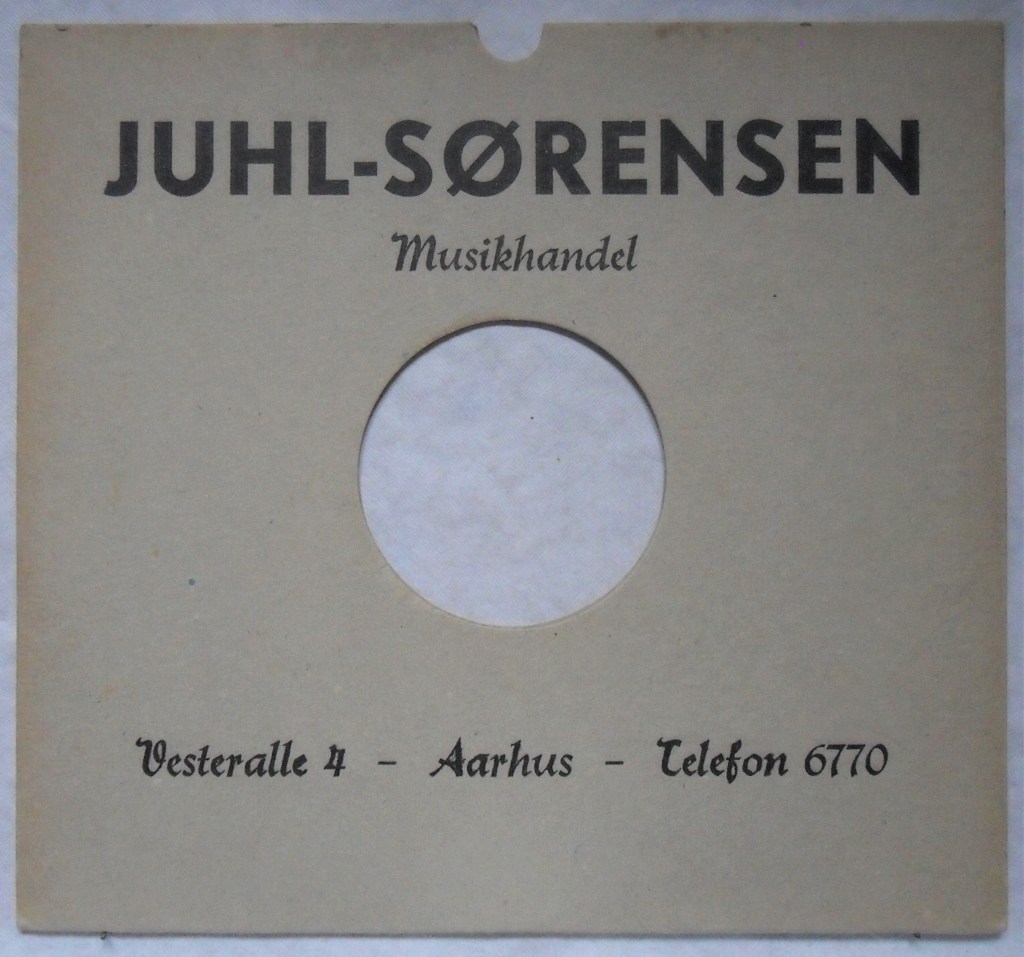 JUHL-SØRENSEN
Musikhandel
Vesteralle 4 - Aarhus - Telefon 6770